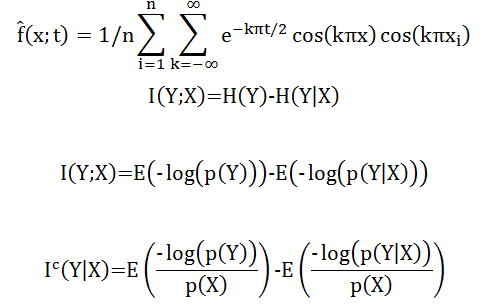 f̂(x; t) = 1/n ∑_{i=1}^{n} ∑_{k=−∞}^{∞} e^{−kπt/2} cos(kπx) cos(kπx_i)
I(Y;X)=H(Y)-H(Y|X)
I(Y;X)=E(-log(p(Y)))-E(-log(p(Y|X)))
I^c(Y|X)=E(-log(p(Y))/p(X))-E(-log(p(Y|X))/p(X))